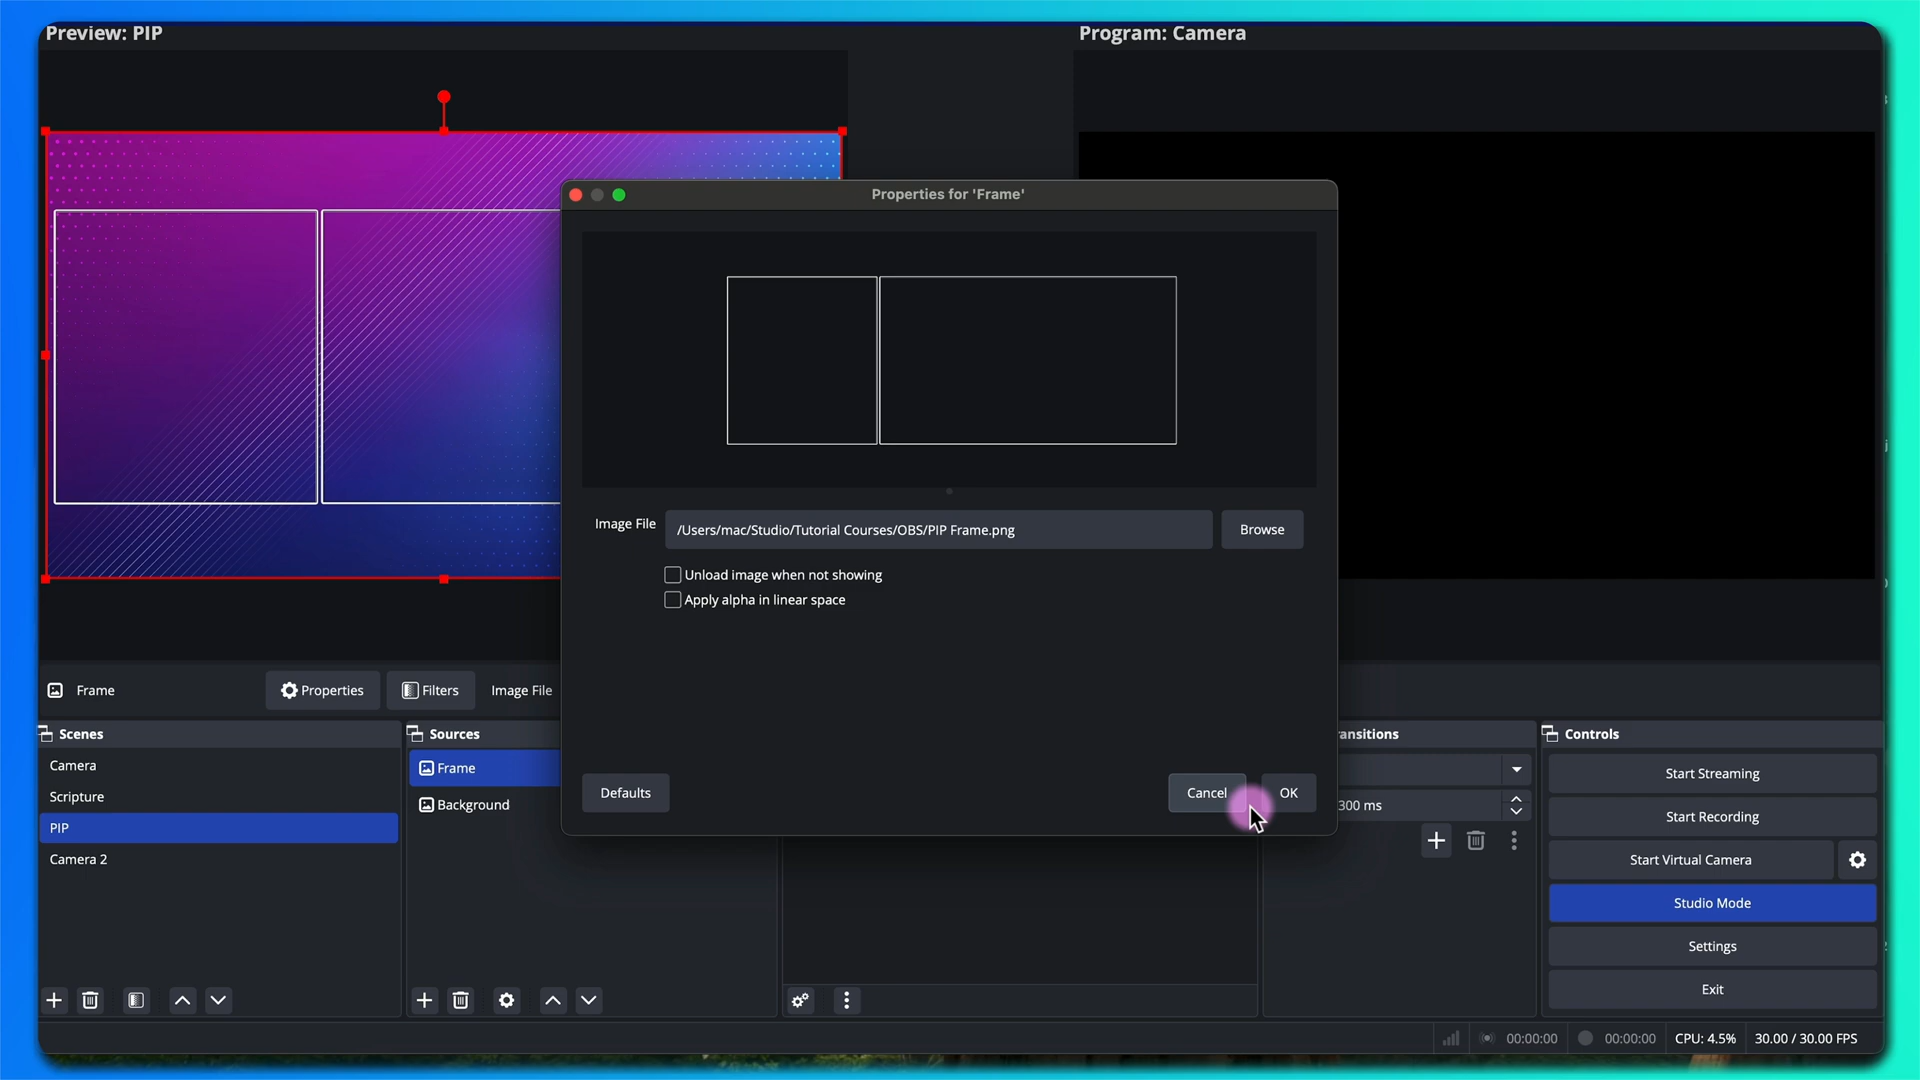 Preview: PIP
Program: Camera
Properties for 'Frame'
Image File
/Users/mac/Studio/Tutorial Courses/OBS/PIP Frame.png
Browse
Unload image when not showing
Apply alpha in linear space
Defaults
Cancel
OK
Frame
Properties
Filters
Image File
Scenes
Camera
Scripture
PIP
Camera 2
Sources
Frame
Background
ansitions
300 ms
Controls
Start Streaming
Start Recording
Start Virtual Camera
Studio Mode
Settings
Exit
00:00:00
00:00:00
CPU: 4.5%
30.00 / 30.00 FPS